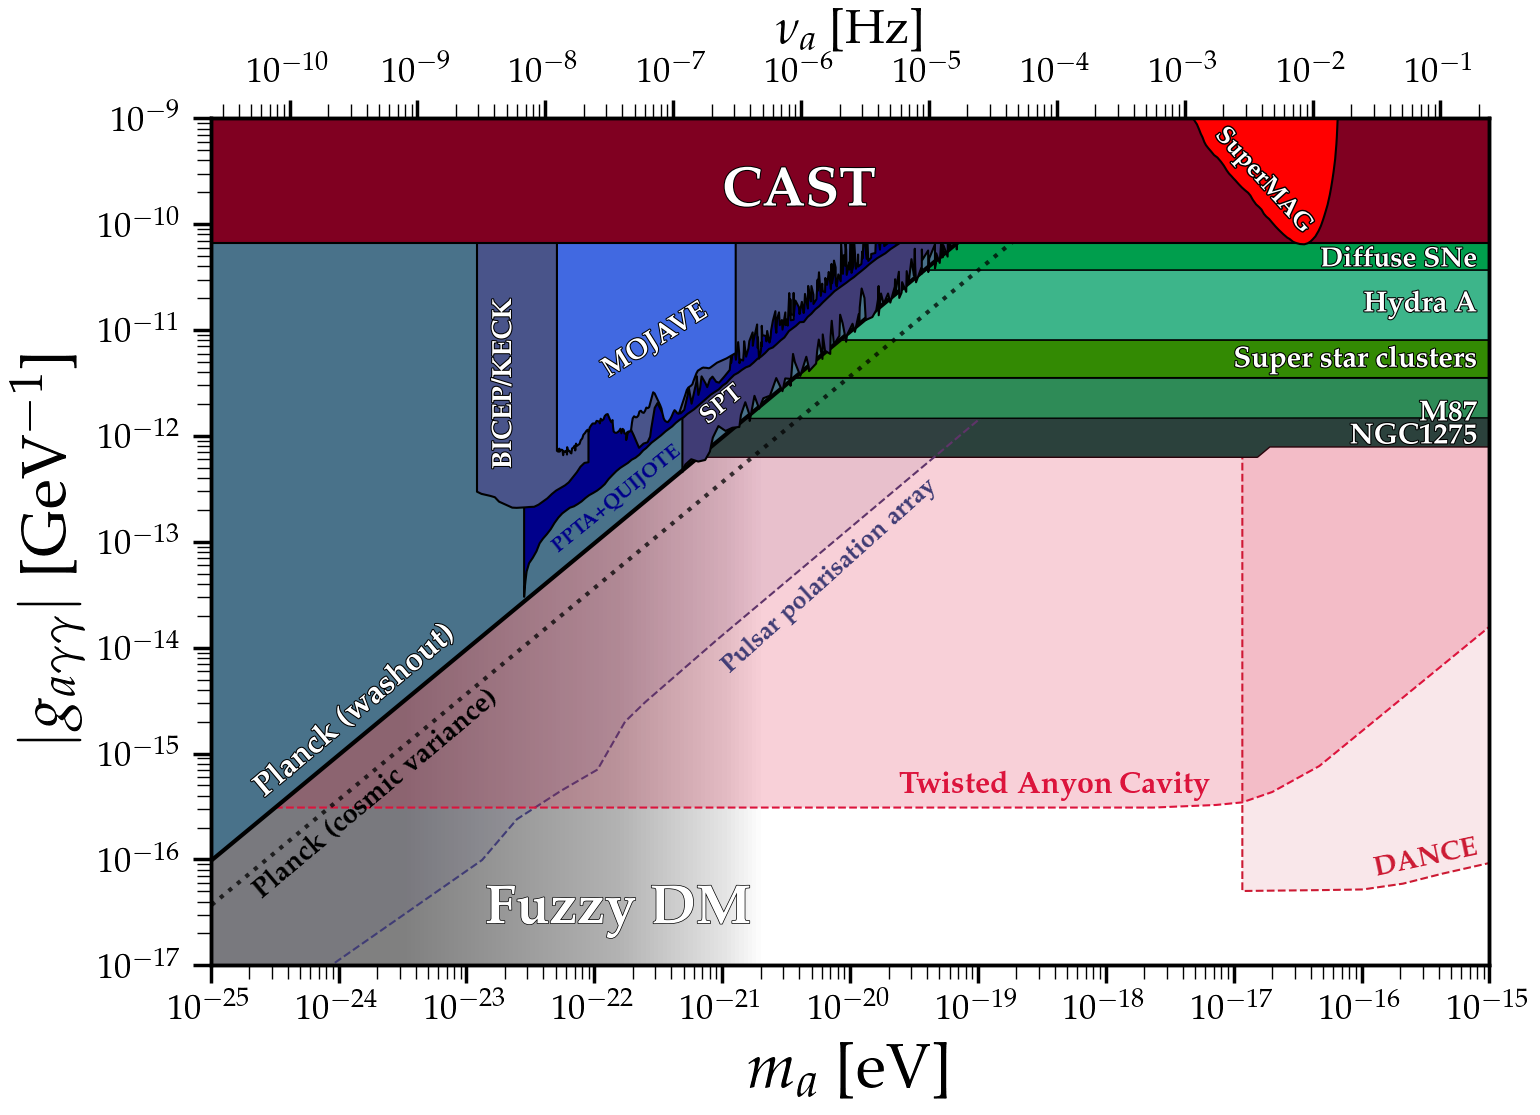 νₐ [Hz]
10⁻¹⁰ 10⁻⁹ 10⁻⁸ 10⁻⁷ 10⁻⁶ 10⁻⁵ 10⁻⁴ 10⁻³ 10⁻² 10⁻¹
10⁻⁹
10⁻¹⁰
10⁻¹¹
10⁻¹²
10⁻¹³
10⁻¹⁴
10⁻¹⁵
10⁻¹⁶
10⁻¹⁷
|g_{aγγ}| [GeV⁻¹]
CAST
SuperMAG
Diffuse SNe
Hydra A
Super star clusters
M87
NGC1275
BICEP/KECK
MOJAVE
SPT
PPTA+QUIJOTE
Pulsar polarisation array
Planck (washout)
Planck (cosmic variance)
Twisted Anyon Cavity
DANCE
Fuzzy DM
10⁻²⁵ 10⁻²⁴ 10⁻²³ 10⁻²² 10⁻²¹ 10⁻²⁰ 10⁻¹⁹ 10⁻¹⁸ 10⁻¹⁷ 10⁻¹⁶ 10⁻¹⁵
mₐ [eV]